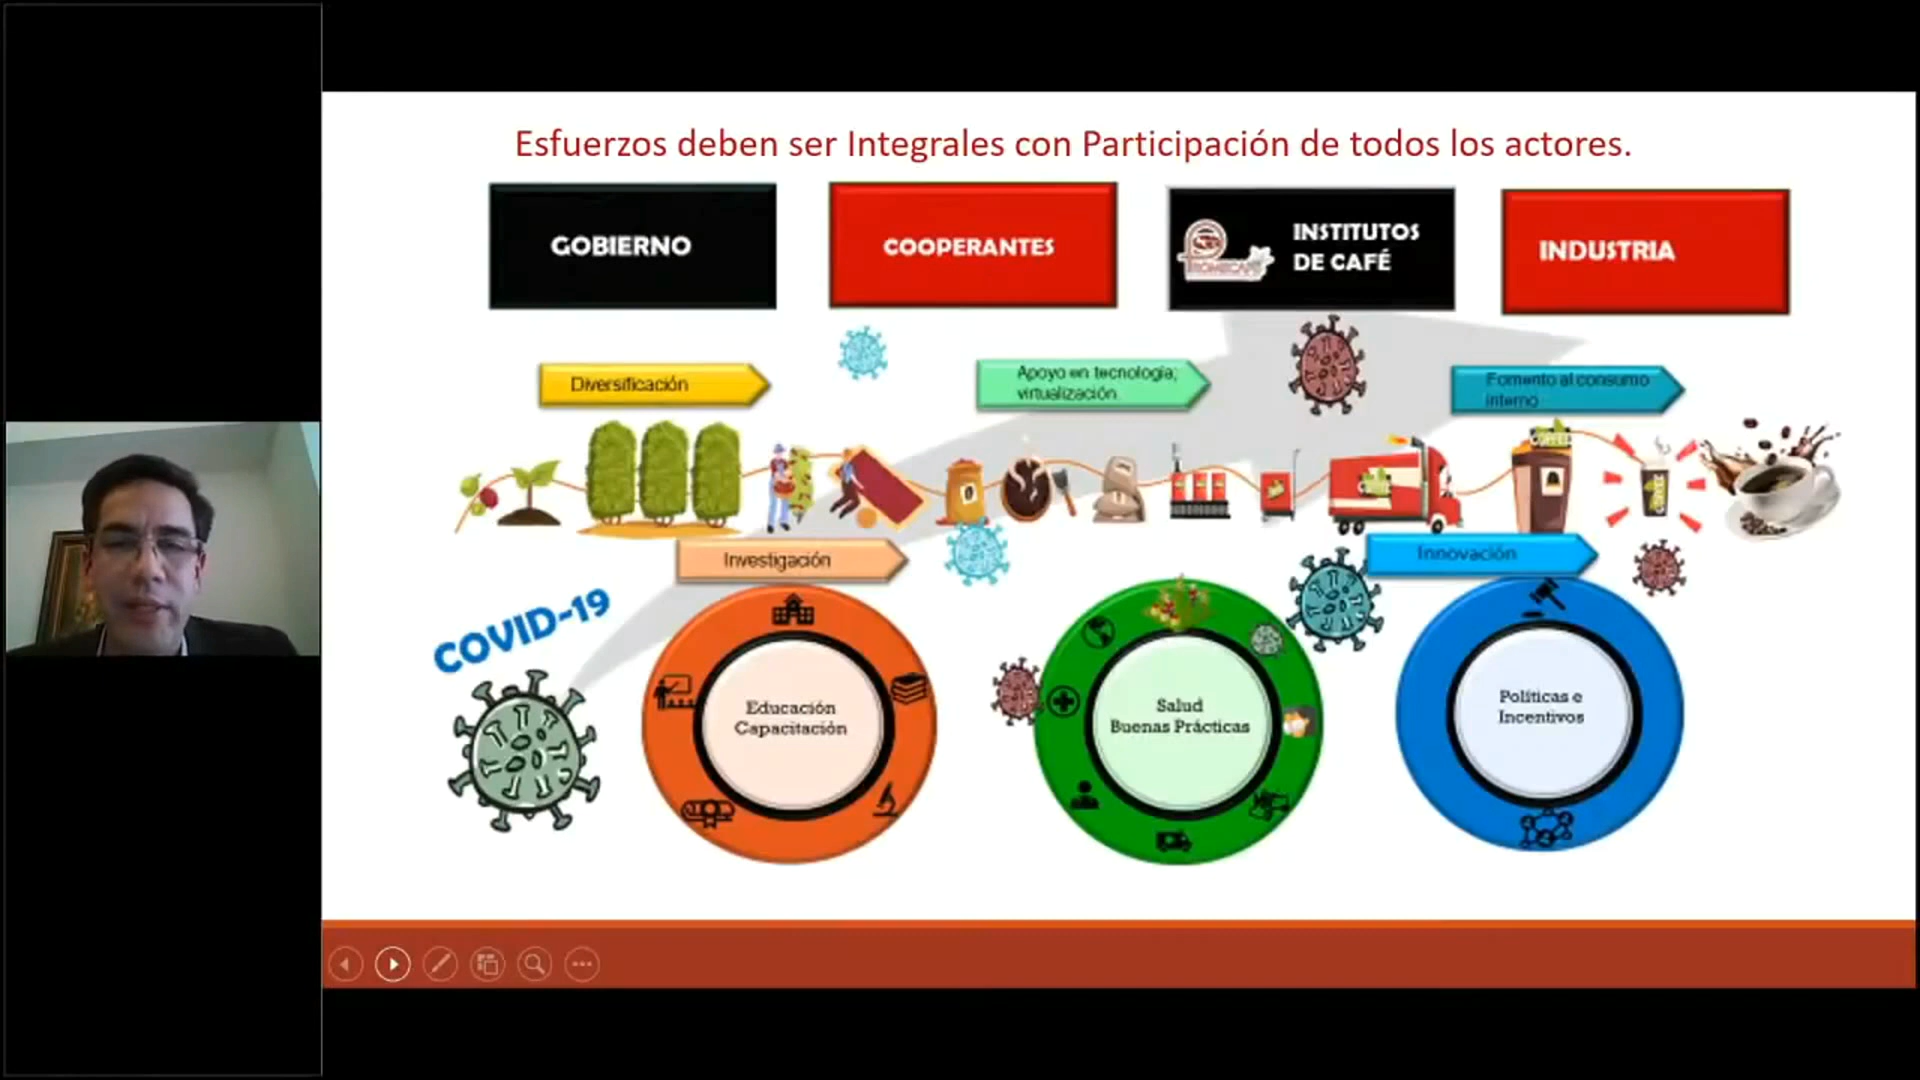 Esfuerzos deben ser Integrales con Participación de todos los actores.
GOBIERNO
COOPERANTES
INSTITUTOS
DE CAFÉ
INDUSTRIA
Diversificación
Apoyo en tecnología;
virtualización
Fomento al consumo
interno
Investigación
Innovación
COVID-19
Educación
Capacitación
Salud
Buenas Prácticas
Políticas e
Incentivos